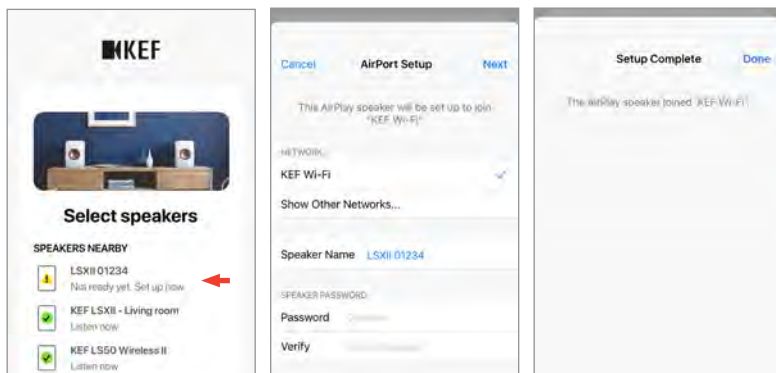 KEF
Select speakers
SPEAKERS NEARBY
LSXII 01234
Not ready yet. Set up now.
KEF LSXII - Living room
Listen now
KEF LS50 Wireless II
Listen now
Cancel AirPort Setup Next
This AirPlay speaker will be set up to join
"KEF Wi-Fi"
NETWORK
KEF Wi-Fi
Show Other Networks...
Speaker Name LSXII 01234
SPEAKER PASSWORD
Password
Verify
Setup Complete Done
The AirPlay speaker joined "KEF Wi-Fi".